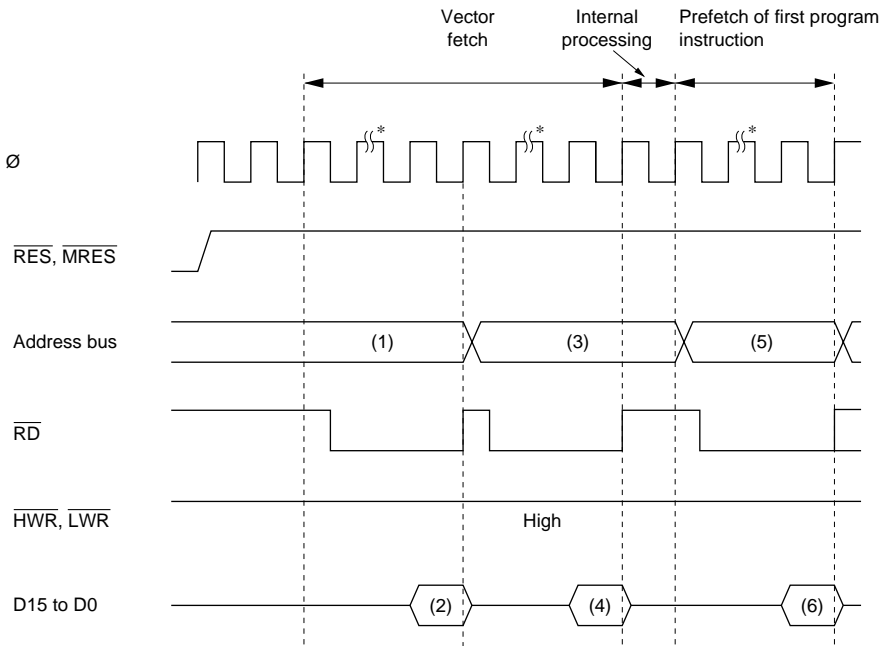 Vector fetch
Internal processing
Prefetch of first program instruction
*
*
*
Ø
RES, MRES
Address bus
(1)
(3)
(5)
RD
HWR, LWR
High
D15 to D0
(2)
(4)
(6)